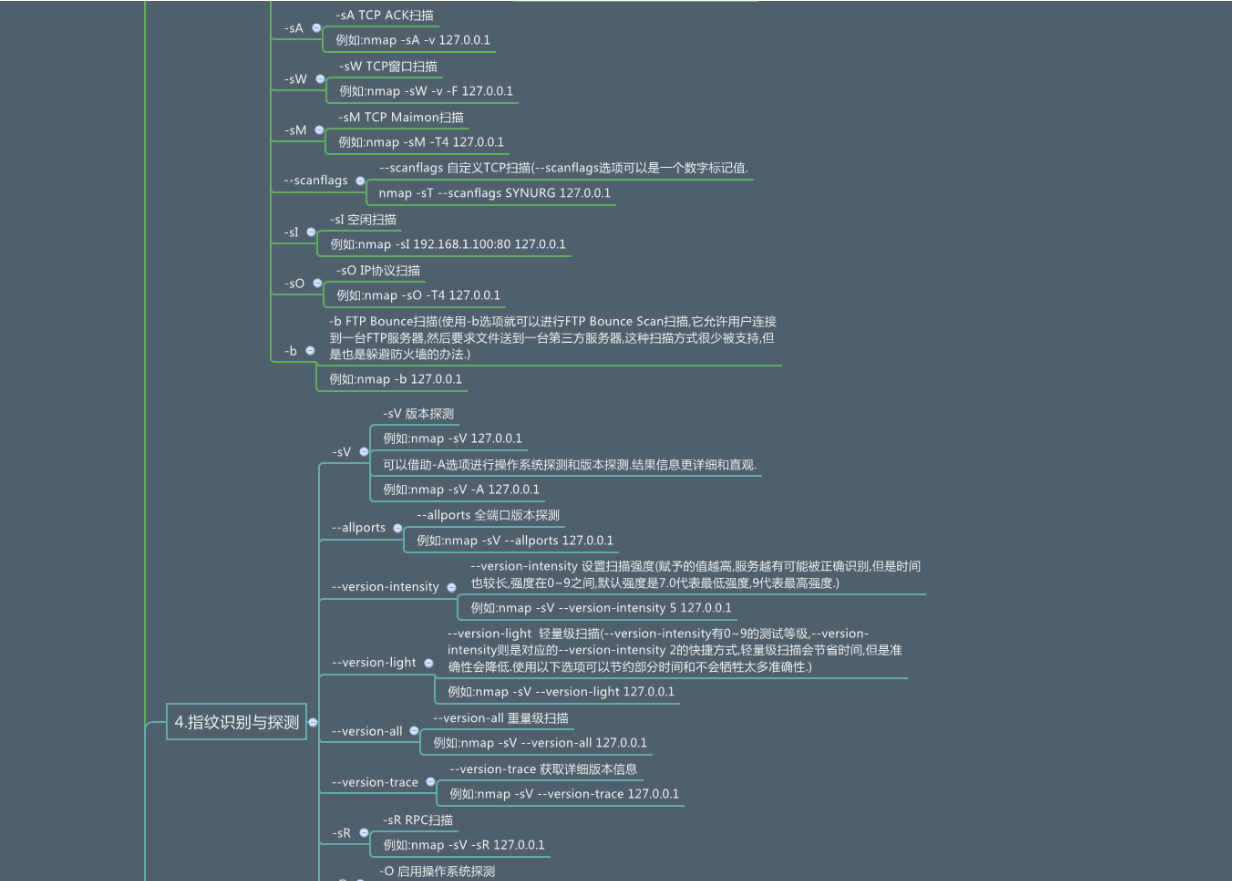 -sA
-sA TCP ACK扫描
例如:nmap -sA -v 127.0.0.1
-sW
-sW TCP窗口扫描
例如:nmap -sW -v -F 127.0.0.1
-sM
-sM TCP Maimon扫描
例如:nmap -sM -T4 127.0.0.1
--scanflags
--scanflags 自定义TCP扫描(--scanflags选项可以是一个数字标记值.
nmap -sT --scanflags SYNURG 127.0.0.1
-sI
-sI 空闲扫描
例如:nmap -sI 192.168.1.100:80 127.0.0.1
-sO
-sO IP协议扫描
例如:nmap -sO -T4 127.0.0.1
-b
-b FTP Bounce扫描(使用-b选项就可以进行FTP Bounce Scan扫描,它允许用户连接
到一台FTP服务器,然后要求文件送到一台第三方服务器,这种扫描方式很少被支持,但
是也是躲避防火墙的办法.)
例如:nmap -b 127.0.0.1
4.指纹识别与探测
-sV
-sV 版本探测
例如:nmap -sV 127.0.0.1
可以借助-A选项进行操作系统探测和版本探测.结果信息更详细和直观.
例如:nmap -sV -A 127.0.0.1
--allports
--allports 全端口版本探测
例如:nmap -sV --allports 127.0.0.1
--version-intensity
--version-intensity 设置扫描强度(赋予的值越高,服务越有可能被正确识别,但是时间
也较长,强度在0~9之间,默认强度是7.0代表最低强度,9代表最高强度.)
例如:nmap -sV --version-intensity 5 127.0.0.1
--version-light
--version-light 轻量级扫描(--version-intensity有0~9的测试等级,--version-
intensity则是对应的--version-intensity 2的快捷方式,轻量级扫描会节省时间,但是准
确性会降低.使用以下选项可以节约部分时间和不会牺牲太多准确性.)
例如:nmap -sV --version-light 127.0.0.1
--version-all
--version-all 重量级扫描
例如:nmap -sV --version-all 127.0.0.1
--version-trace
--version-trace 获取详细版本信息
例如:nmap -sV --version-trace 127.0.0.1
-sR
-sR RPC扫描
例如:nmap -sV -sR 127.0.0.1
-O 启用操作系统探测